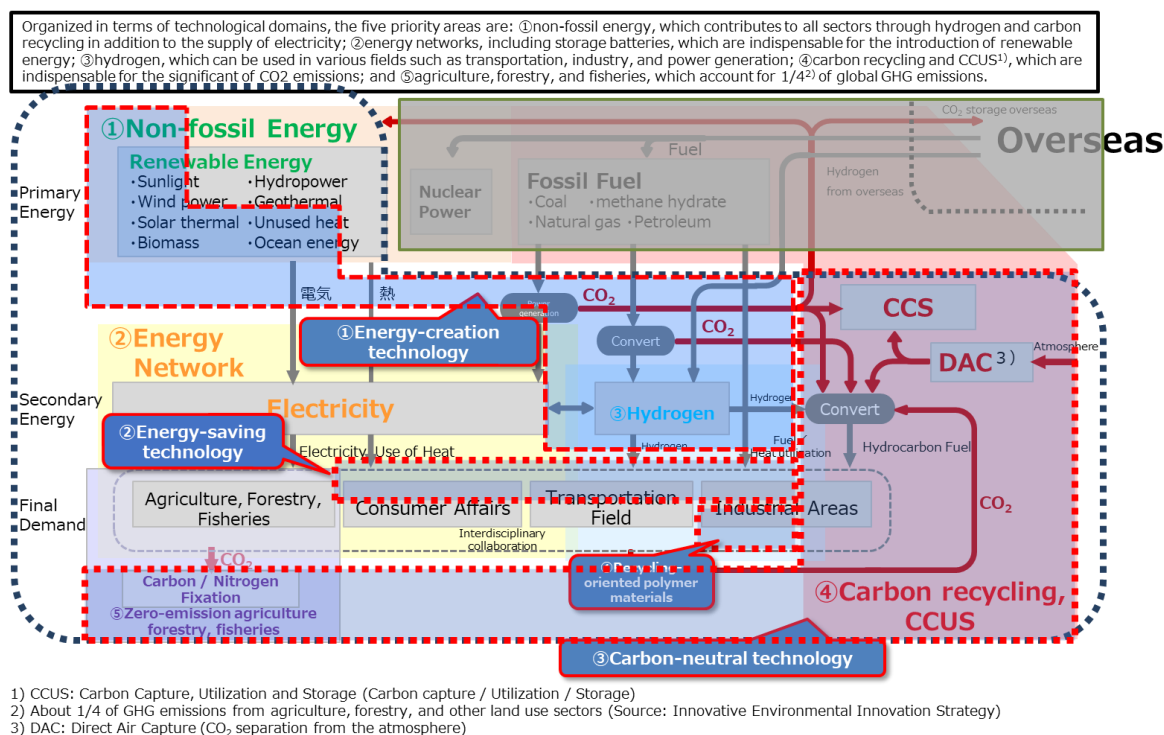 Organized in terms of technological domains, the five priority areas are: ①non-fossil energy, which contributes to all sectors through hydrogen and carbon
recycling in addition to the supply of electricity; ②energy networks, including storage batteries, which are indispensable for the introduction of renewable
energy; ③hydrogen, which can be used in various fields such as transportation, industry, and power generation; ④carbon recycling and CCUS1), which are
indispensable for the significant of CO2 emissions; and ⑤agriculture, forestry, and fisheries, which account for 1/42) of global GHG emissions.
①Non-fossil Energy
CO2 storage overseas
Overseas
Renewable Energy
・Sunlight ・Hydropower
・Wind power ・Geothermal
・Solar thermal ・Unused heat
・Biomass ・Ocean energy
Primary
Energy
Nuclear
Power
Fuel
Fossil Fuel
・Coal ・methane hydrate
・Natural gas ・Petroleum
Hydrogen
from overseas
電気
熱
Power
generation
CO2
CO2
CCS
①Energy-creation
technology
②Energy
Network
Convert
DAC3)
Atmosphere
Secondary
Energy
Electricity
③Hydrogen
Hydrogen
Convert
②Energy-saving
technology
Electricity
Use of Heat
Hydrogen
Fuel
Heat utilization
Hydrocarbon Fuel
Final
Demand
Agriculture, Forestry,
Fisheries
Consumer Affairs
Transportation
Field
Industrial Areas
CO2
Interdisciplinary
collaboration
CO2
Carbon / Nitrogen
Fixation
⑤Zero-emission agriculture
forestry, fisheries
oriented polymer
materials
④Carbon recycling,
CCUS
③Carbon-neutral technology
1) CCUS: Carbon Capture, Utilization and Storage (Carbon capture / Utilization / Storage)
2) About 1/4 of GHG emissions from agriculture, forestry, and other land use sectors (Source: Innovative Environmental Innovation Strategy)
3) DAC: Direct Air Capture (CO2 separation from the atmosphere)